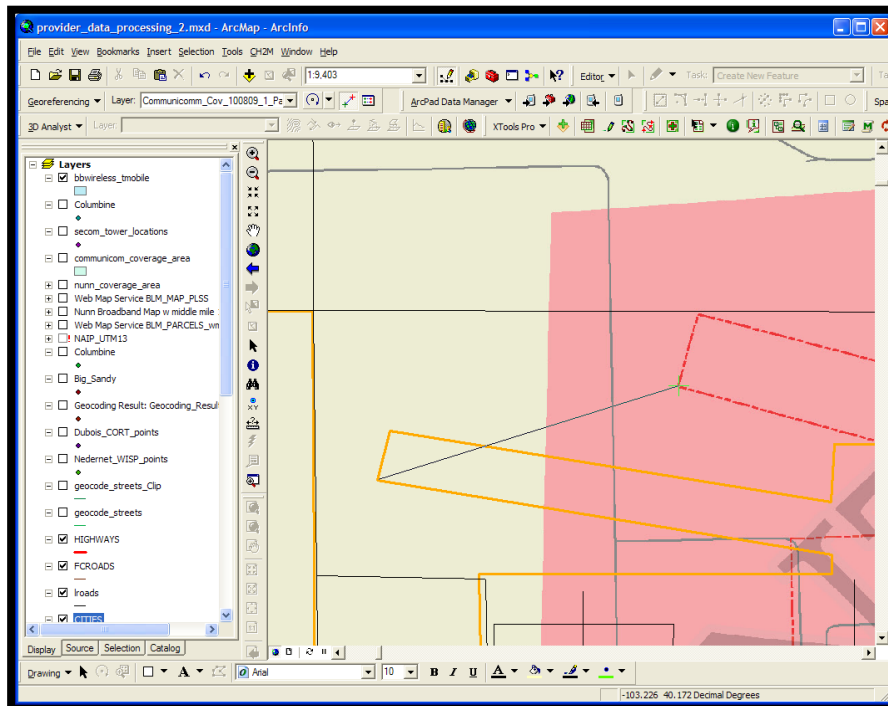 provider_data_processing_2.mxd - ArcMap - ArcInfo
File Edit View Bookmarks Insert Selection Tools CH2M Window Help
1:9,403 Editor Task: Create New Feature
Georeferencing Layer: Communicomm_Cov_100809_1_Pa ArcPad Data Manager Spa
3D Analyst Layer XTools Pro
Layers
bbwireless_tmobile
Columbine
secom_tower_locations
communicom_coverage_area
nunn_coverage_area
Web Map Service BLM_MAP_PLSS
Nunn Broadband Map w middle mile
Web Map Service BLM_PARCELS_wm
NAIP_UTM13
Columbine
Big_Sandy
Geocoding Result: Geocoding_Resul
Dubois_CORT_points
Nedernet_WISP_points
geocode_streets_Clip
geocode_streets
HIGHWAYS
FCROADS
lroads
CITIES
Display Source Selection Catalog
Drawing A Arial 10 B I U A
-103.226 40.172 Decimal Degrees